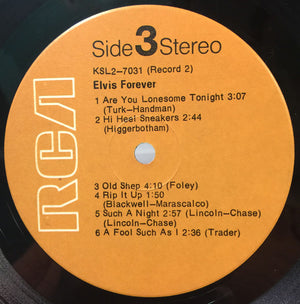 Side 3 Stereo
KSL2-7031 (Record 2)
Elvis Forever
1 Are You Lonesome Tonight 3:07
(Turk-Handman)
2 Hi Heal Sneakers 2:44
(Higgerbotham)
RCA
3 Old Shep 4:10 (Foley)
4 Rip It Up 1:50
(Blackwell-Marascalco)
5 Such A Night 2:57 (Lincoln-Chase)
(Lincoln-Chase)
6 A Fool Such As I 2:36 (Trader)